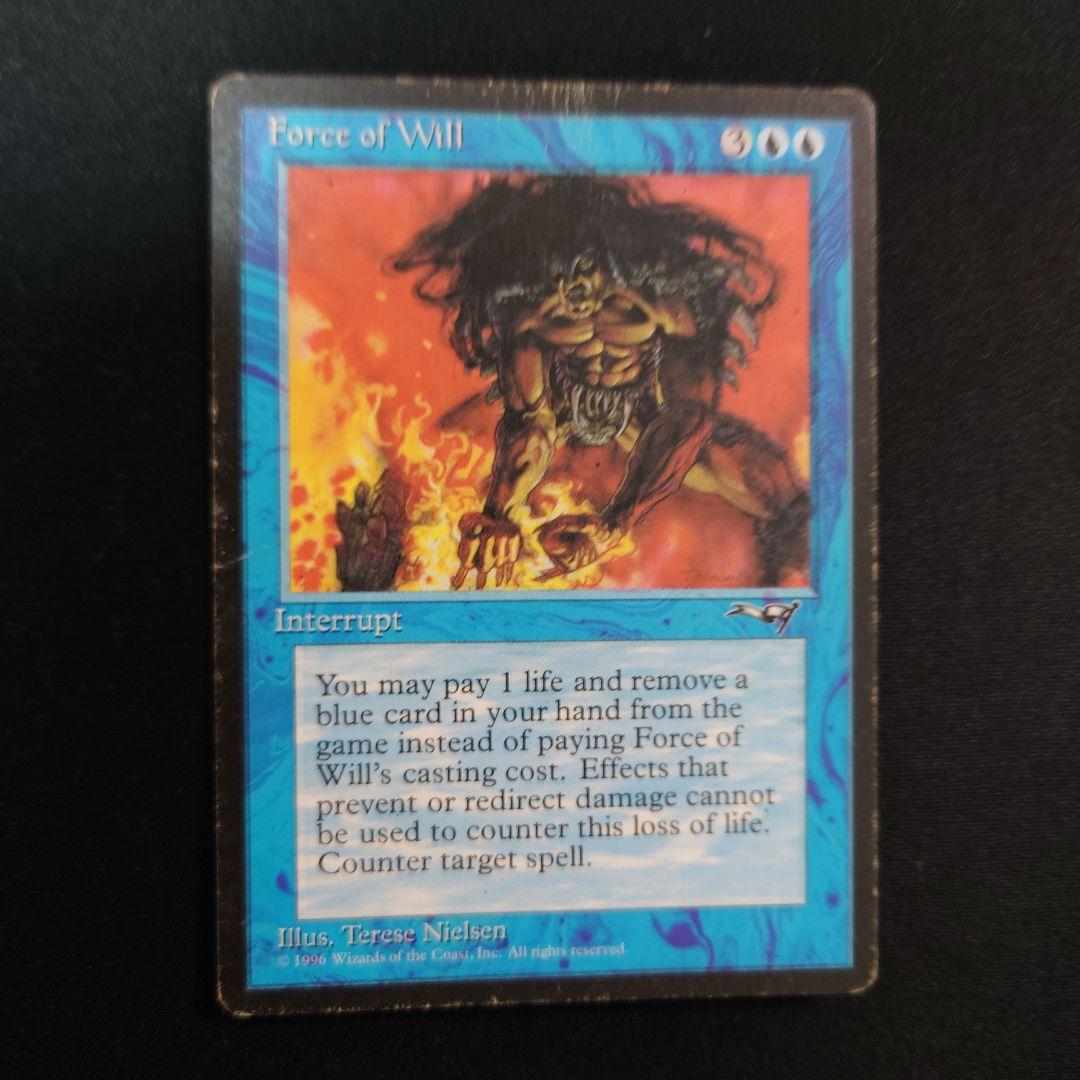 Force of Will
3
Interrupt
You may pay 1 life and remove a
blue card in your hand from the
game instead of paying Force of
Will's casting cost. Effects that
prevent or redirect damage cannot
be used to counter this loss of life.
Counter target spell.
Illus. Terese Nielsen
© 1996 Wizards of the Coast, Inc. All rights reserved.